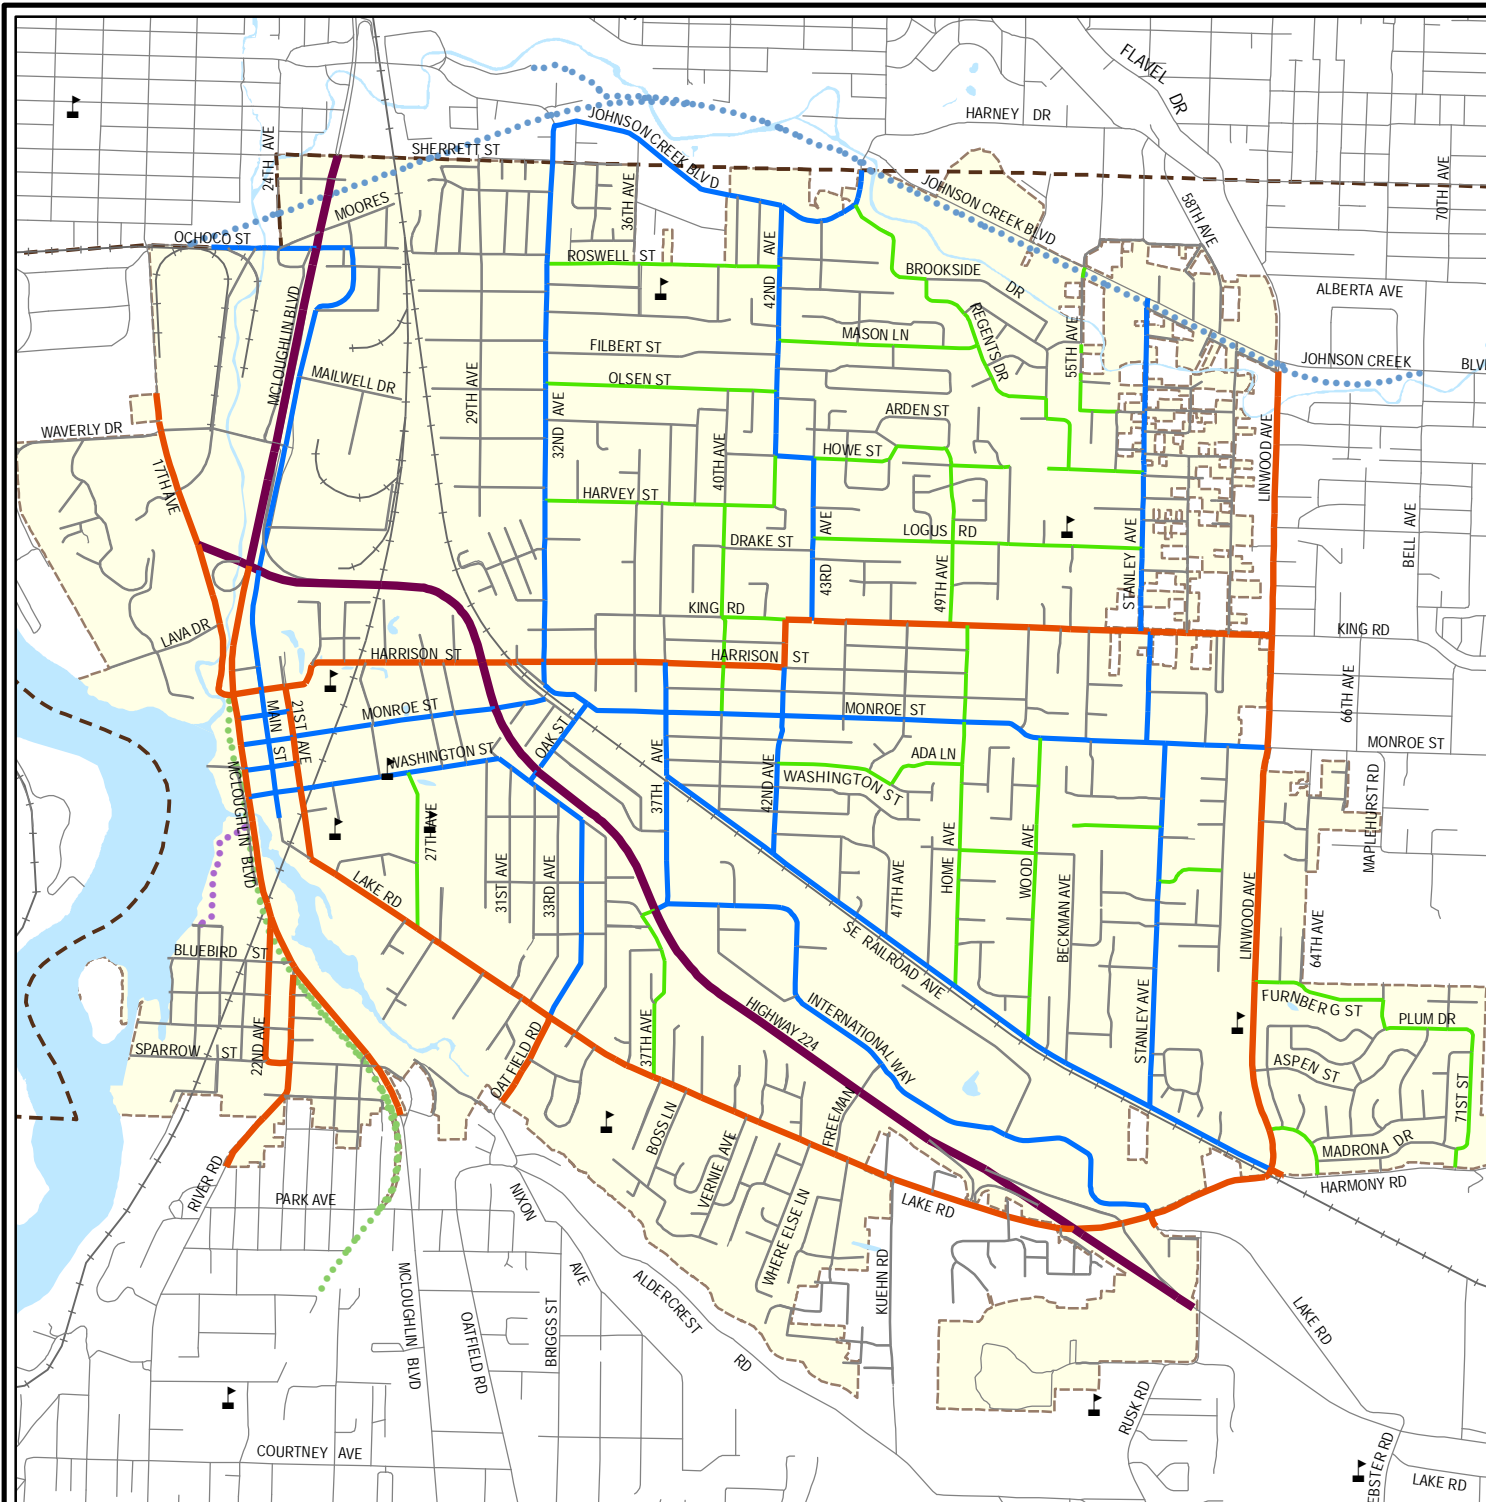 FLAVEL DR
HARNEY DR
24TH AVE
SHERRETT ST
JOHNSON CREEK BLVD
36TH AVE
MOORES
OCHOCO ST
JOHNSON CREEK BLVD
58TH AVE
70TH AVE
ROSWELL ST
42ND AVE
BROOKSIDE DR
ALBERTA AVE
MCLOUGHLIN BLVD
REGENTS DR
55TH AVE
MASON LN
FILBERT ST
JOHNSON CREEK BLV
MAILWELL DR
29TH AVE
OLSEN ST
32ND AVE
ARDEN ST
WAVERLY DR
17TH AVE
40TH AVE
HOWE ST
LINWOOD AVE
HARVEY ST
LOGUS RD
DRAKE ST
43RD AVE
49TH AVE
STANLEY AVE
BELL AVE
KING RD
KING RD
LAVA DR
HARRISON ST
HARRISON ST
66TH AVE
MONROE ST
MONROE ST
MAIN ST
21ST AVE
OAK ST
WASHINGTON ST
37TH AVE
42ND AVE
ADA LN
WASHINGTON ST
MONROE ST
MAPLEHURST RD
MCLOUGHLIN BLVD
27TH AVE
HOME AVE
WOOD AVE
LAKE RD
31ST AVE
33RD AVE
47TH AVE
BECKMAN AVE
LINWOOD AVE
64TH AVE
BLUEBIRD ST
SE RAILROAD AVE
FURNBERG ST
PLUM DR
22ND AVE
SPARROW ST
OATFIELD RD
37TH AVE
HIGHWAY 224
INTERNATIONAL WAY
STANLEY AVE
ASPEN ST
71ST ST
BOSS LN
VERNIE AVE
FREEMAN
MADRONA DR
HARMONY RD
RIVER RD
PARK AVE
NIXON AVE
WHERE ELSE LN
LAKE RD
KUEHN RD
MCLOUGHLIN BLVD
OATFIELD RD
BRIGGS ST
ALDERCREST RD
LAKE RD
RUSK RD
COURTNEY AVE
EBSTER RD
LAKE RD